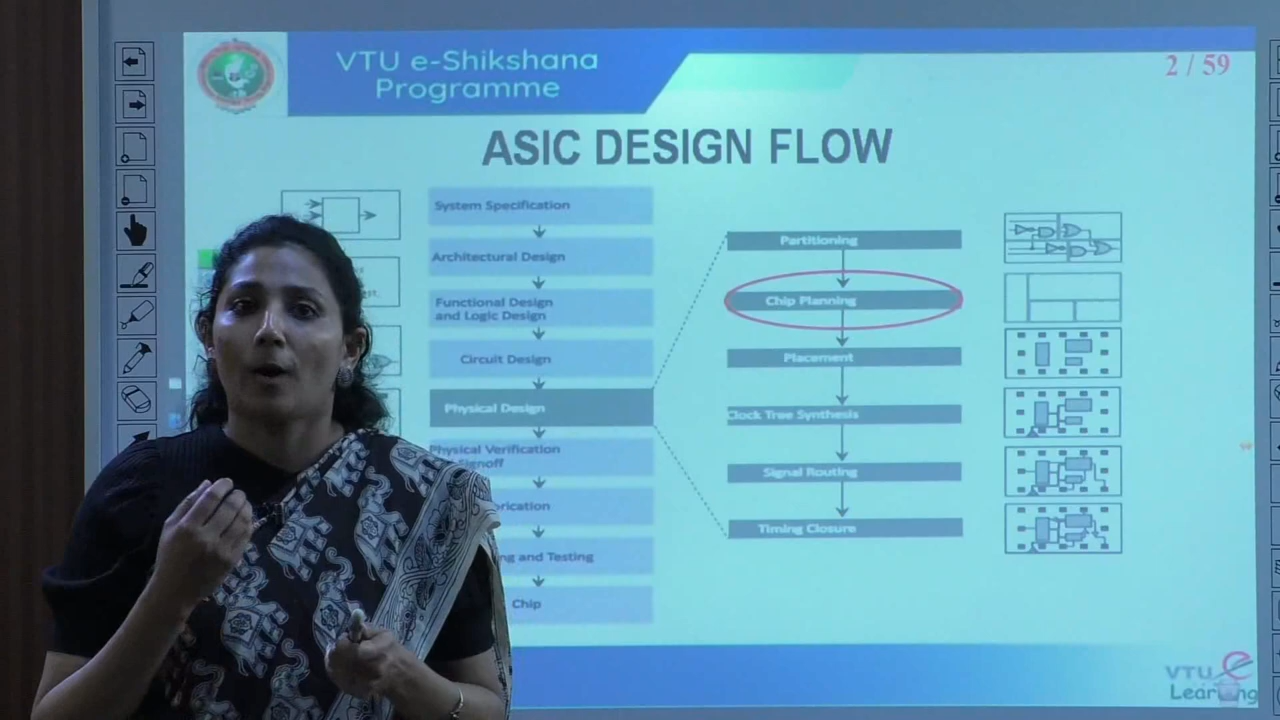 VTU e-Shikshana
Programme
2 / 59
ASIC DESIGN FLOW
System Specification
Architectural Design
Functional Design
and Logic Design
Circuit Design
Physical Design
Physical Verification
Signoff
ng and Testing
Chip
Partitioning
Chip Planning
Placement
Clock Tree Synthesis
Signal Routing
Timing Closure
VTU e
Learning